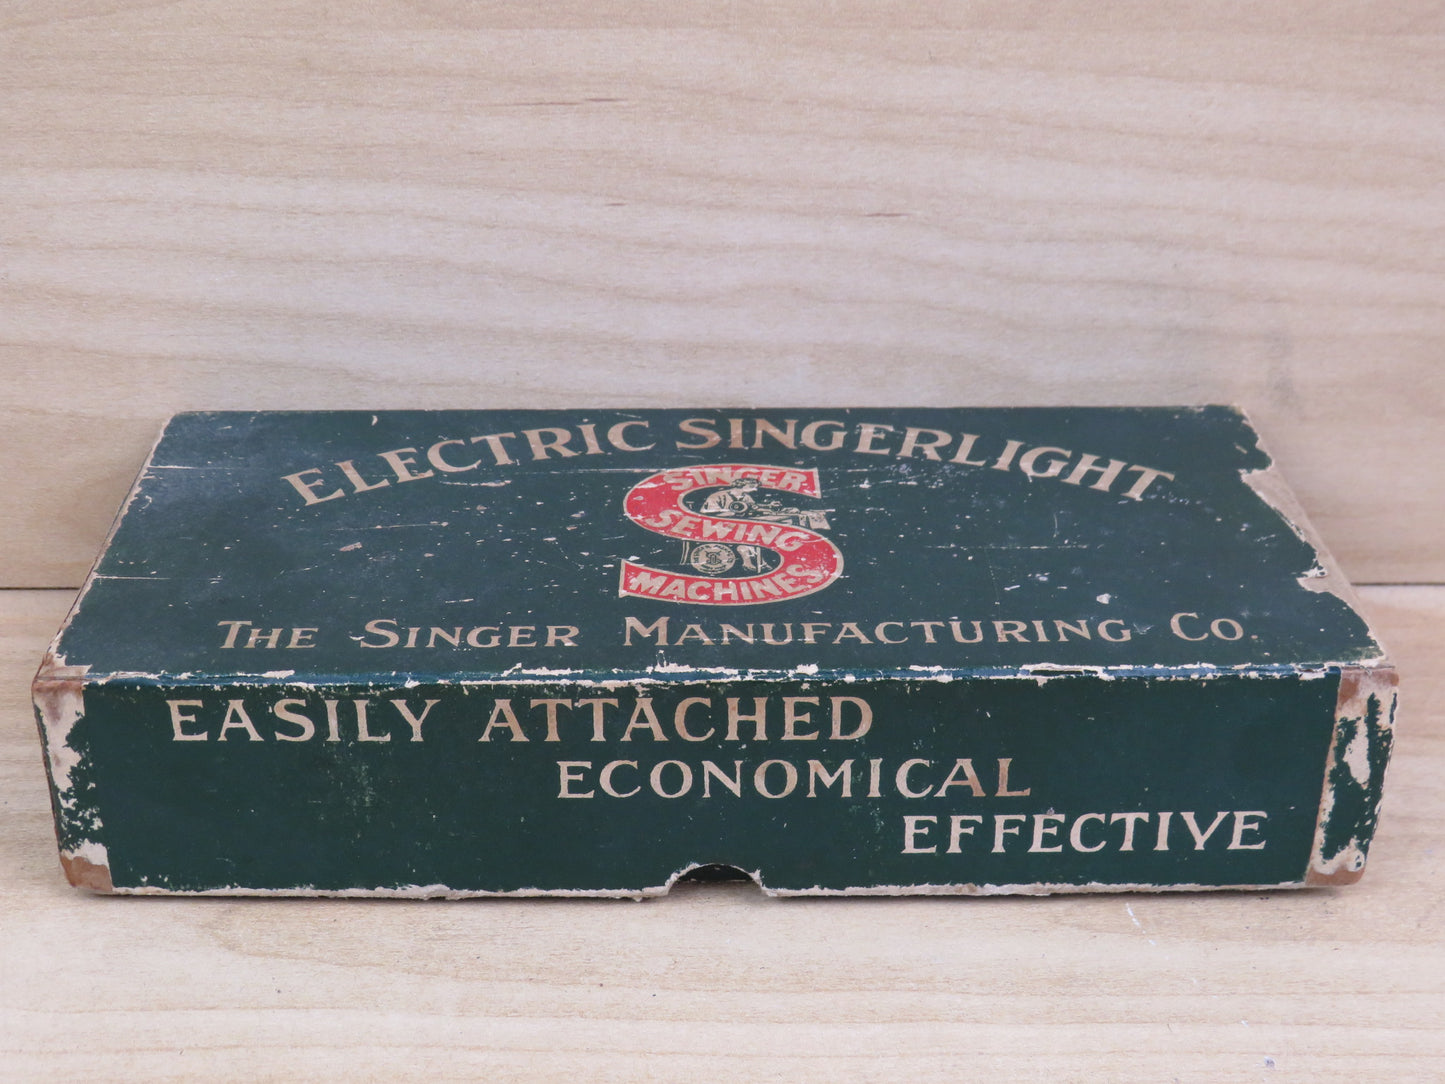 ELECTRIC SINGERLIGHT
SINGER
SEWING
MACHINES
THE SINGER MANUFACTURING CO.
EASILY ATTACHED
ECONOMICAL
EFFECTIVE